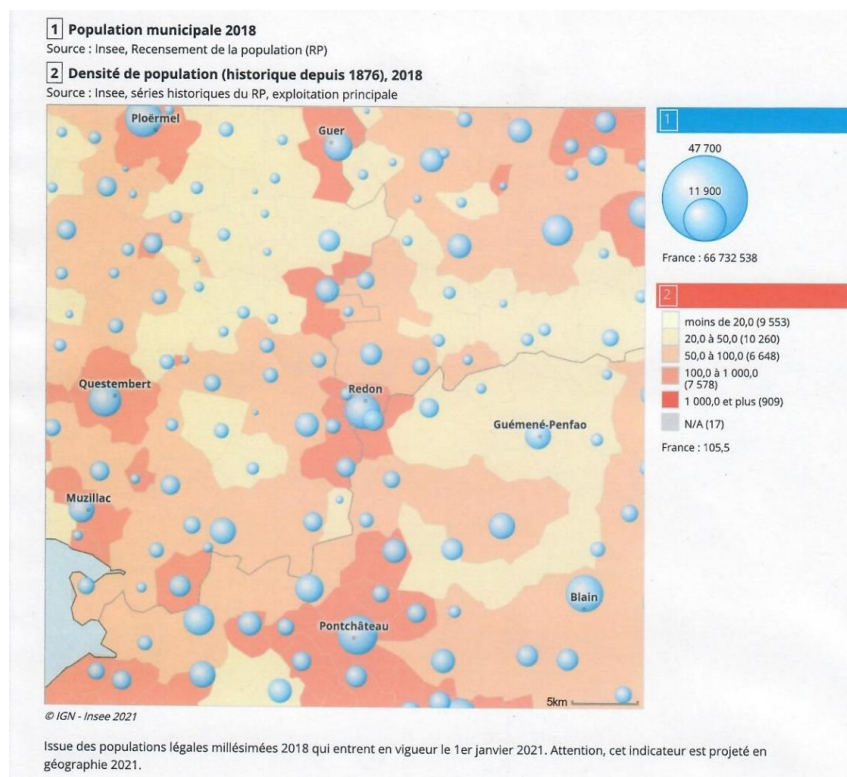 1 Population municipale 2018
Source : Insee, Recensement de la population (RP)
2 Densité de population (historique depuis 1876), 2018
Source : Insee, séries historiques du RP, exploitation principale
Ploërmel
Guer
Questembert
Redon
Guémené-Penfao
Muzillac
Blain
Pontchâteau
5km
1
47 700
11 900
France : 66 732 538
2
moins de 20,0 (9 553)
20,0 à 50,0 (10 260)
50,0 à 100,0 (6 648)
100,0 à 1 000,0
(7 578)
1 000,0 et plus (909)
N/A (17)
France : 105,5
© IGN - Insee 2021
Issue des populations légales millésimées 2018 qui entrent en vigueur le 1er janvier 2021. Attention, cet indicateur est projeté en
géographie 2021.